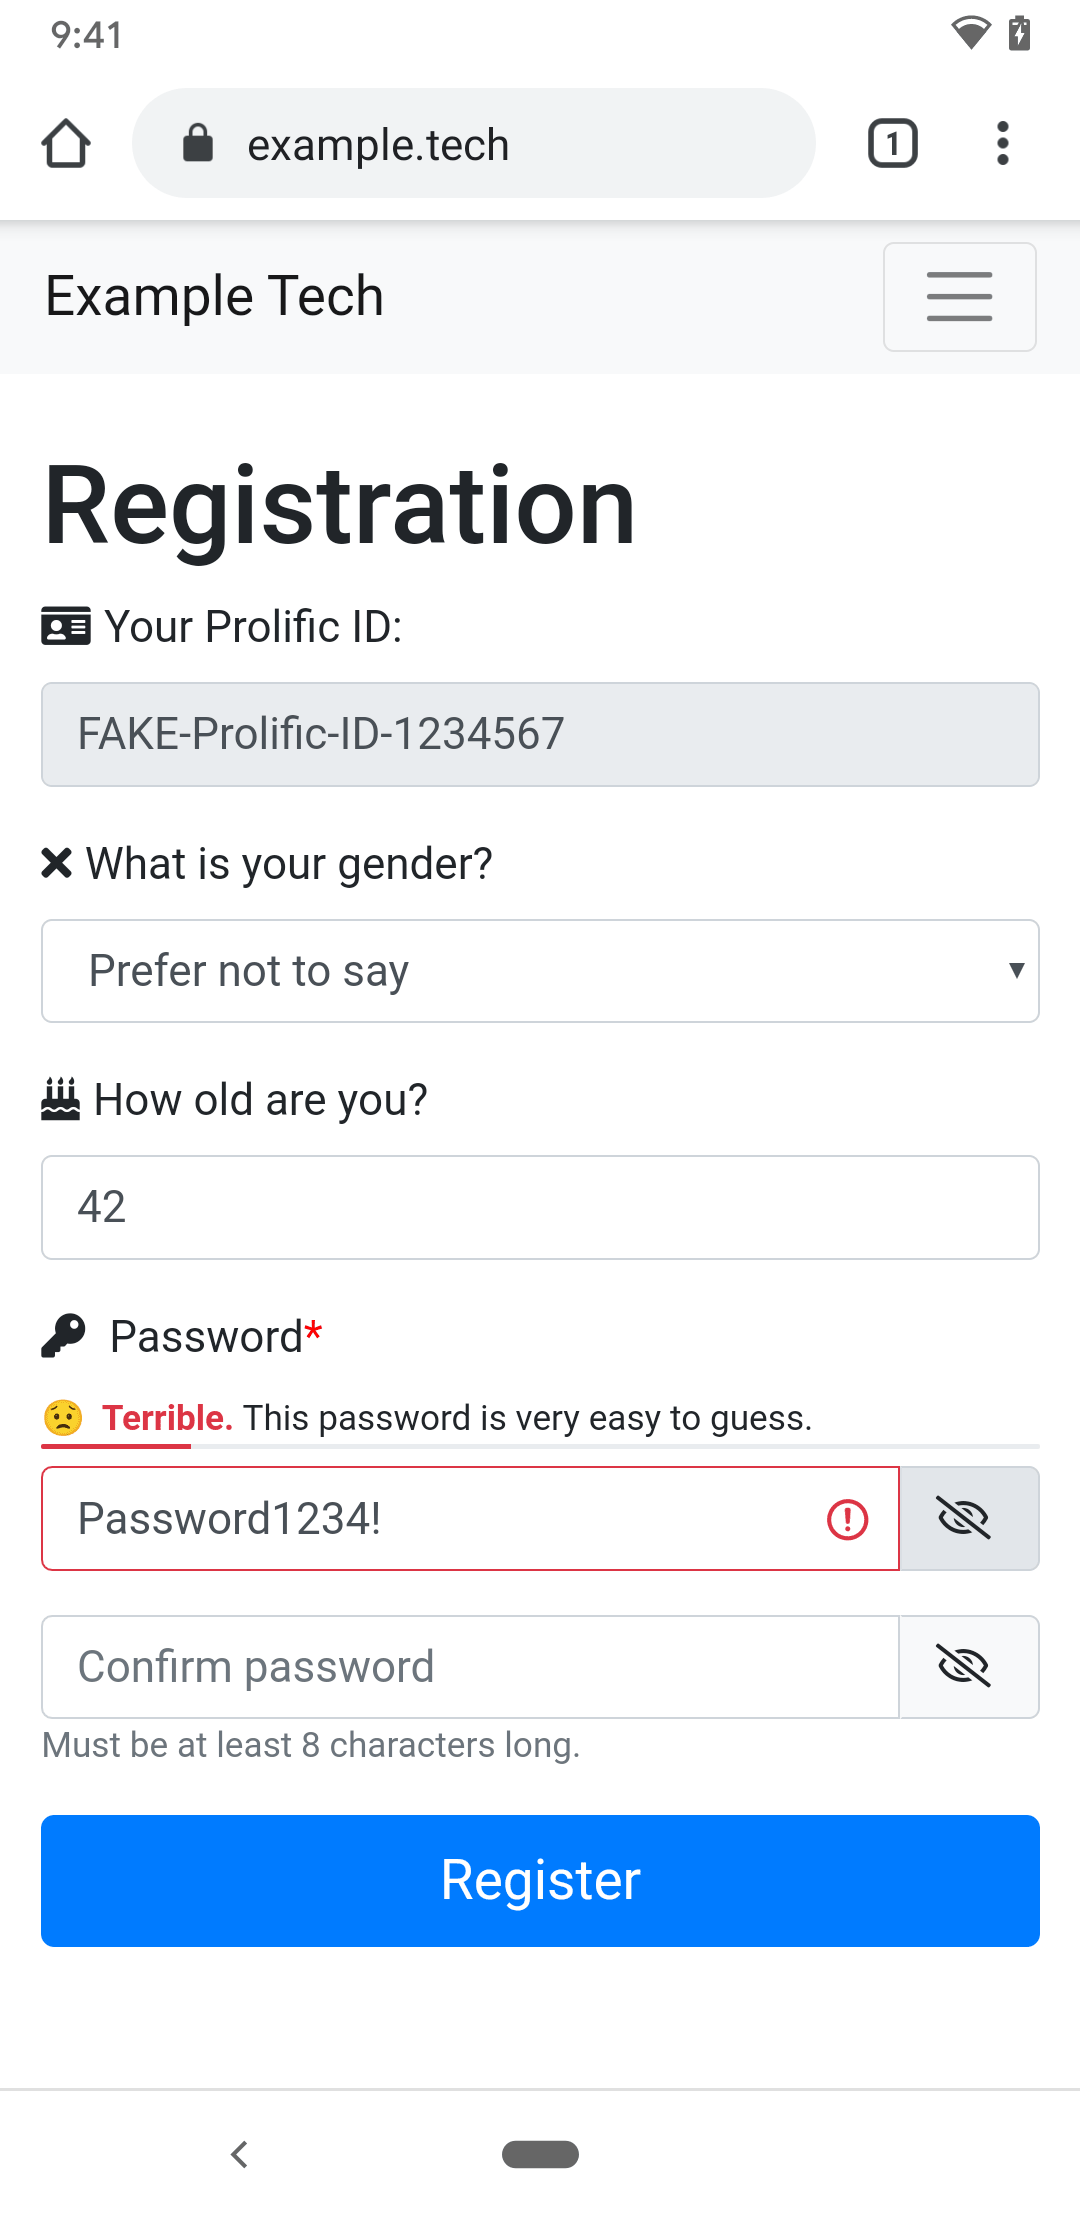 9:41
example.tech
1
Example Tech
Registration
Your Prolific ID:
FAKE-Prolific-ID-1234567
What is your gender?
Prefer not to say
How old are you?
42
Password*
Terrible. This password is very easy to guess.
Password1234!
Confirm password
Must be at least 8 characters long.
Register